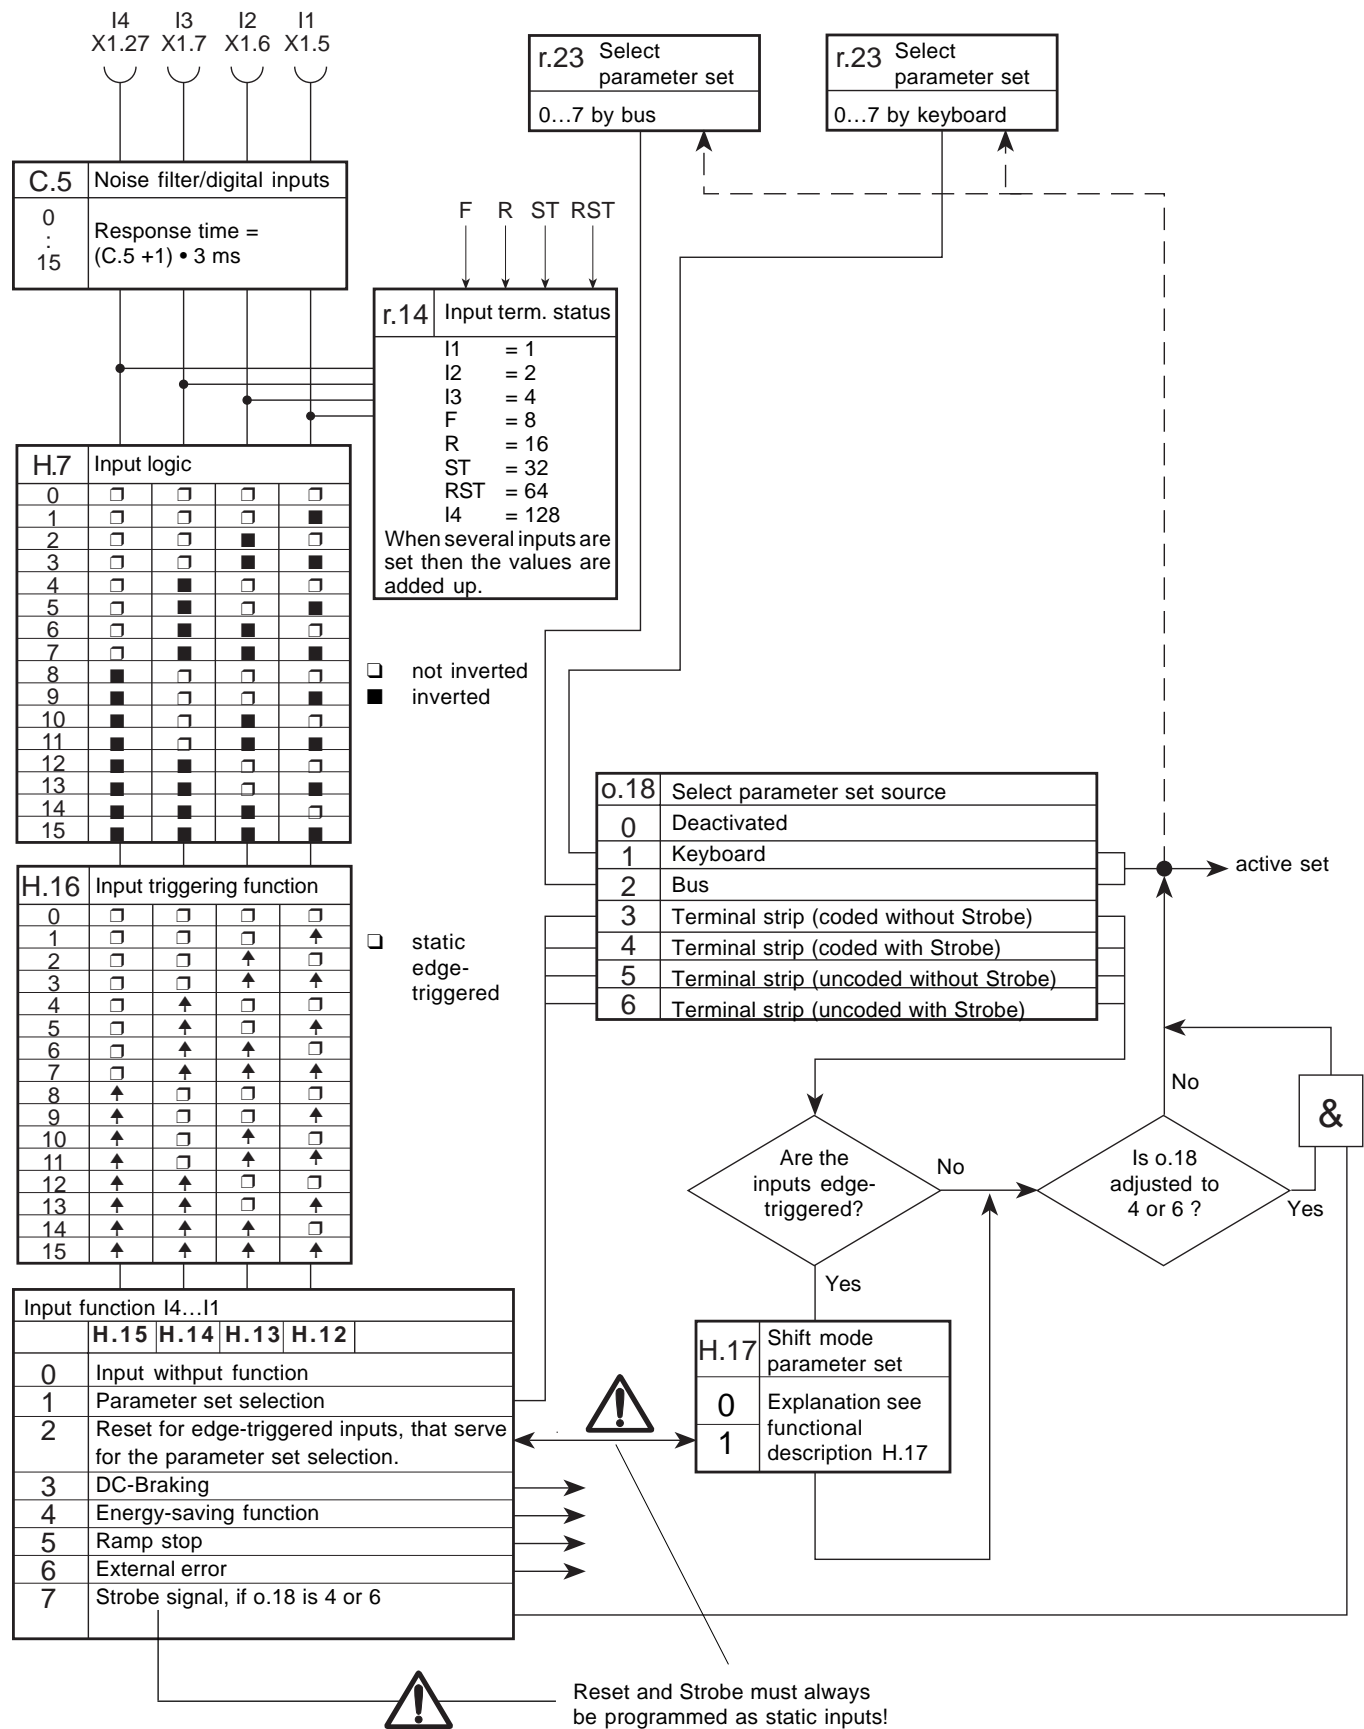 I4 I3 I2 I1
X1.27 X1.7 X1.6 X1.5
r.23 Select
parameter set
0…7 by bus
r.23 Select
parameter set
0…7 by keyboard
C.5 Noise filter/digital inputs
0
:
15
Response time =
(C.5 +1) • 3 ms
F R ST RST
r.14 Input term. status
I1 = 1
I2 = 2
I3 = 4
F = 8
R = 16
ST = 32
RST = 64
I4 = 128
When several inputs are
set then the values are
added up.
H.7 Input logic
0
1
2
3
4
5
6
7
8
9
10
11
12
13
14
15
❏ not inverted
■ inverted
H.16 Input triggering function
0
1
2
3
4
5
6
7
8
9
10
11
12
13
14
15
❏ static
edge-
triggered
o.18 Select parameter set source
0 Deactivated
1 Keyboard
2 Bus
3 Terminal strip (coded without Strobe)
4 Terminal strip (coded with Strobe)
5 Terminal strip (uncoded without Strobe)
6 Terminal strip (uncoded with Strobe)
active set
No
&
Are the
inputs edge-
triggered?
No
Is o.18
adjusted to
4 or 6 ?
Yes
Yes
H.17 Shift mode
parameter set
0
1
Explanation see
functional
description H.17
Input function I4…I1
H.15 H.14 H.13 H.12
0 Input withput function
1 Parameter set selection
2 Reset for edge-triggered inputs, that serve
for the parameter set selection.
3 DC-Braking
4 Energy-saving function
5 Ramp stop
6 External error
7 Strobe signal, if o.18 is 4 or 6
Reset and Strobe must always
be programmed as static inputs!